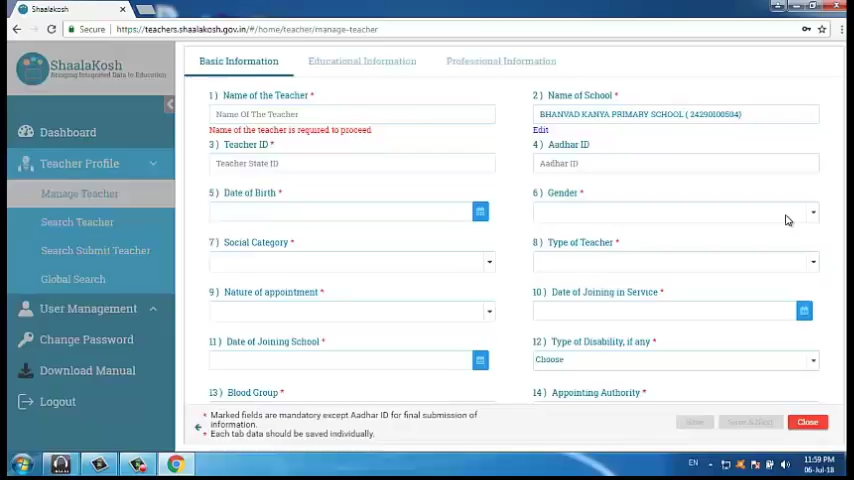 Shaalakosh
Secure
https://teachers.shaalakosh.gov.in/#/home/teacher/manage-teacher
ShaalaKosh
Bringing Integrated Data to Education
Dashboard
Teacher Profile
Manage Teacher
Search Teacher
Search Submit Teacher
Global Search
User Management
Change Password
Download Manual
Logout
Basic Information
Educational Information
Professional Information
1 ) Name of the Teacher *
Name Of The Teacher
Name of the teacher is required to proceed
2 ) Name of School *
BHANVAD KANYA PRIMARY SCHOOL ( 24290100504)
Edit
3 ) Teacher ID *
Teacher State ID
4 ) Aadhar ID
Aadhar ID
5 ) Date of Birth *
6 ) Gender *
7 ) Social Category *
8 ) Type of Teacher *
9 ) Nature of appointment *
10 ) Date of Joining in Service *
11 ) Date of Joining School *
12 ) Type of Disability, if any *
Choose
13 ) Blood Group *
14 ) Appointing Authority *
* Marked fields are mandatory except Aadhar ID for final submission of
information.
* Each tab data should be saved individually.
Save
Save & Next
Close
EN
11:59 PM
06-Jul-18